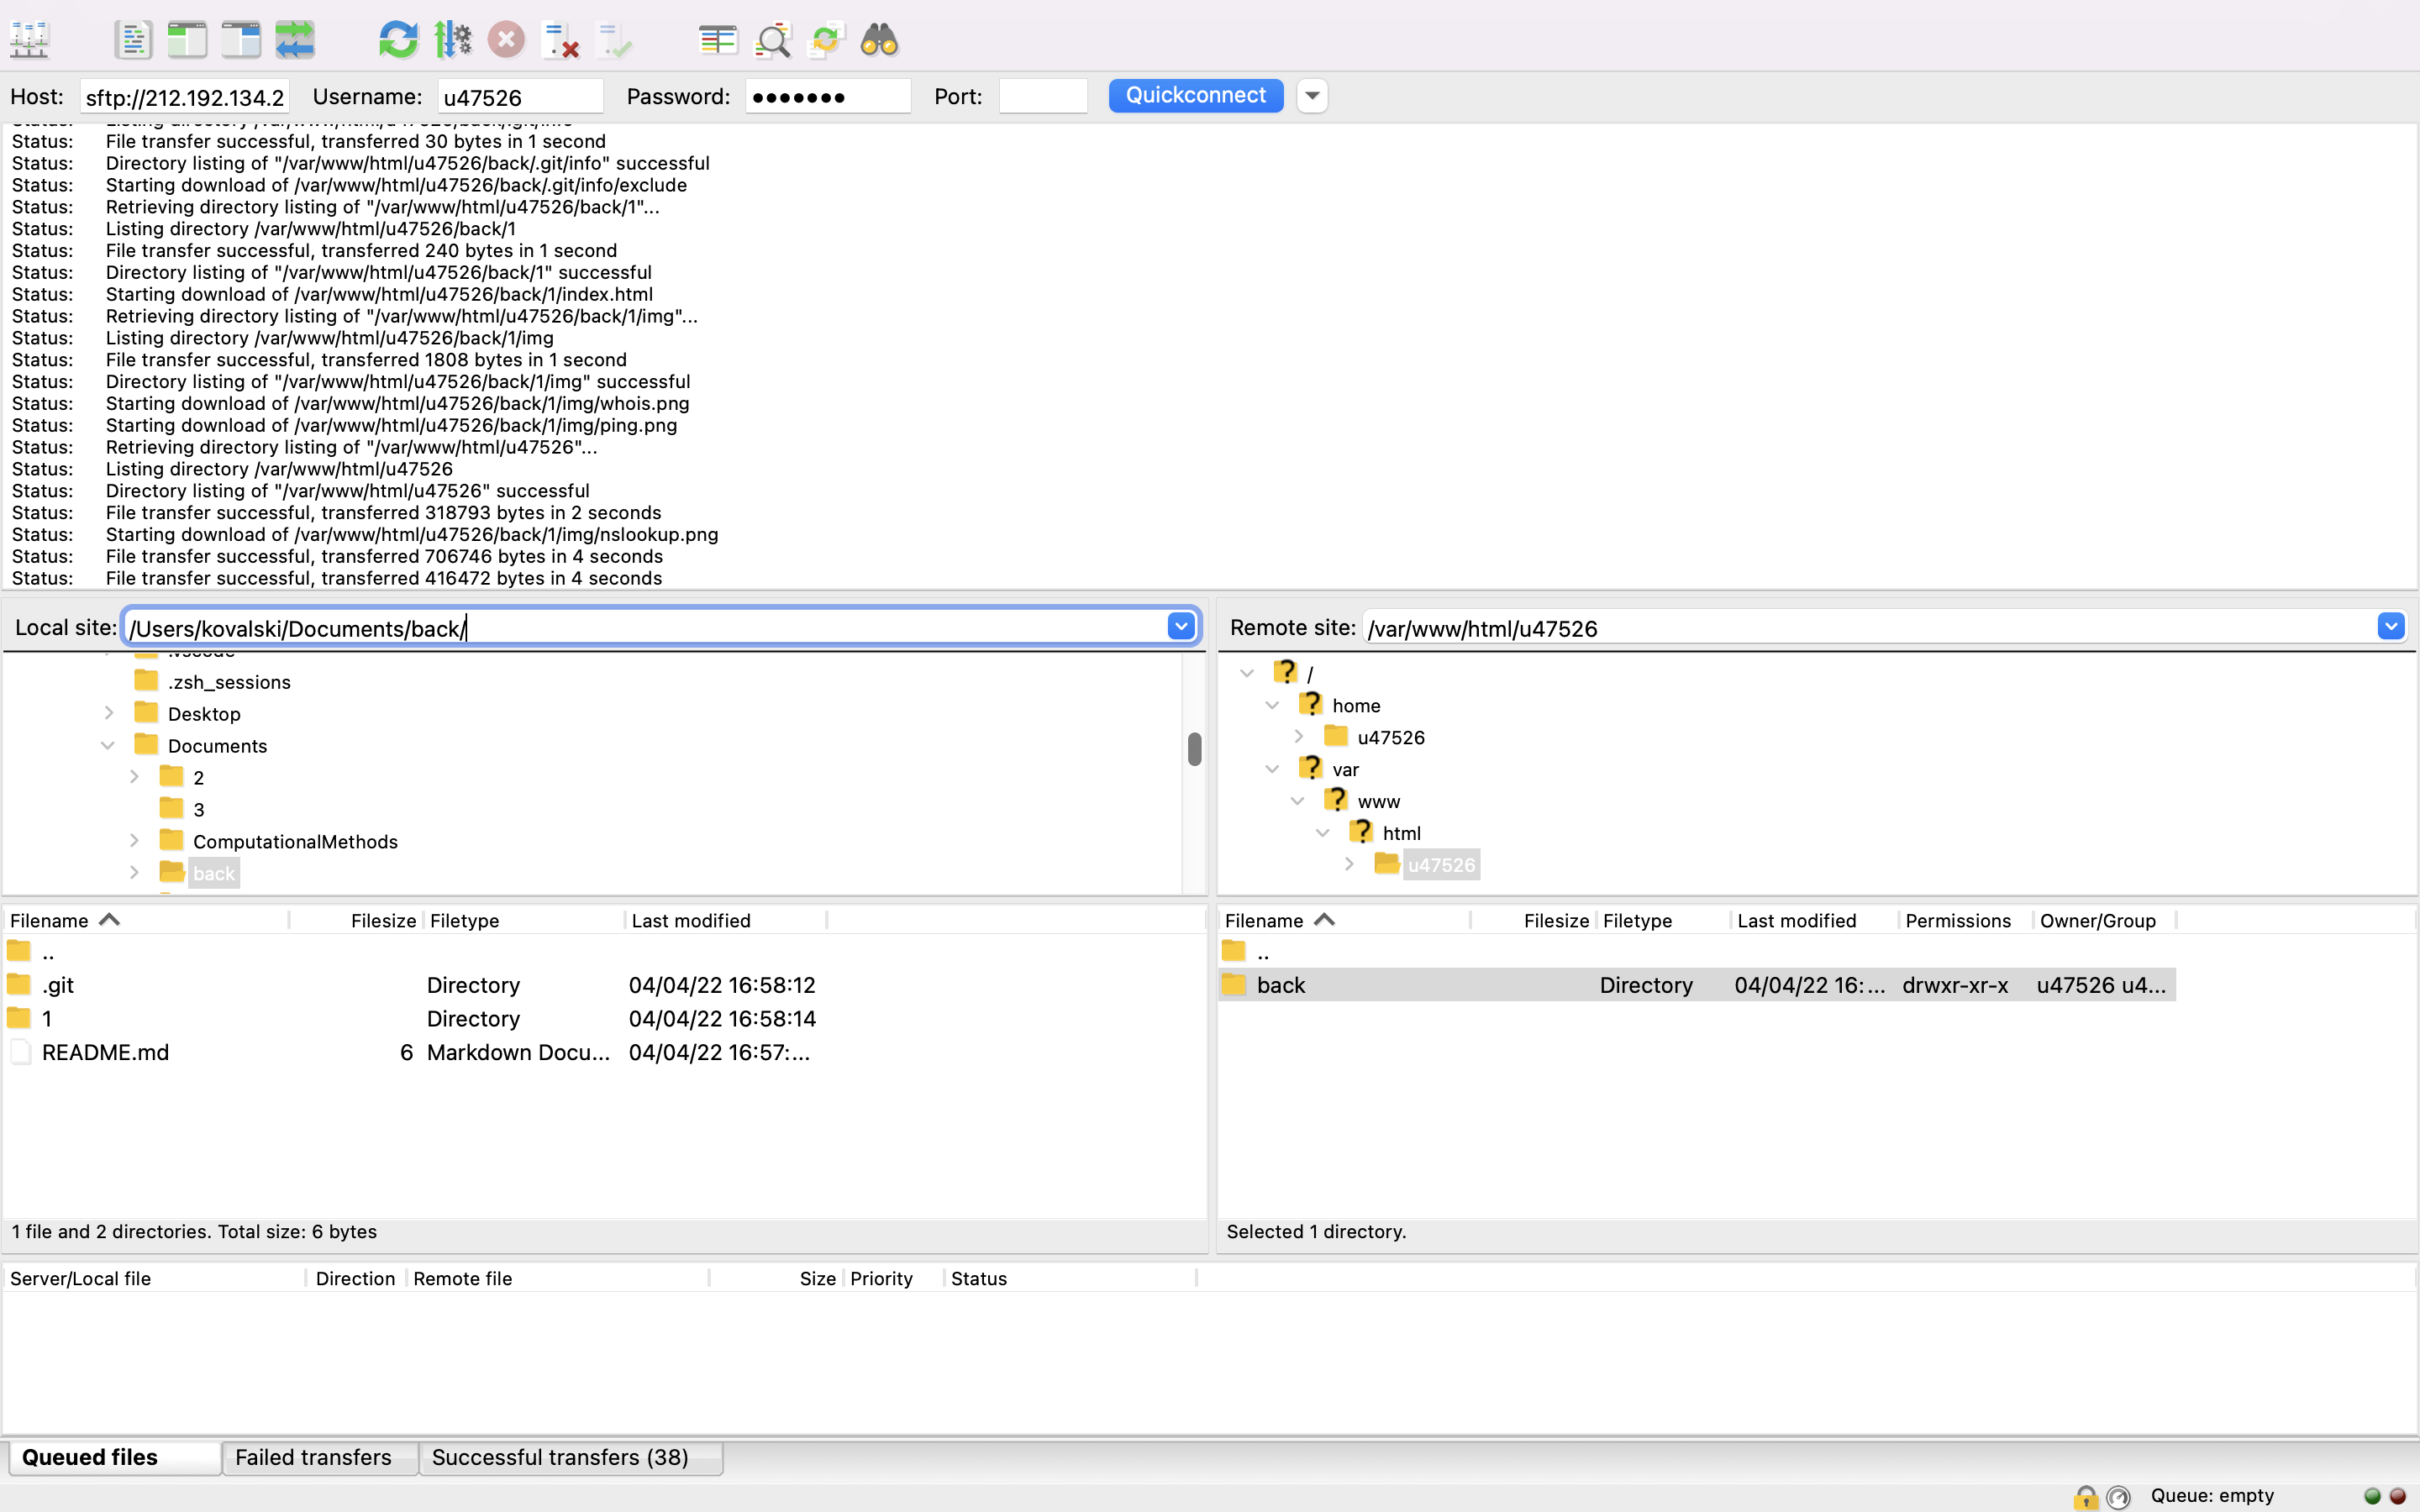 Host: sftp://212.192.134.2 Username: u47526 Password: ●●●●●●● Port: Quickconnect
Status: Listing directory /var/www/html/u47526/back/.git/info
Status: File transfer successful, transferred 30 bytes in 1 second
Status: Directory listing of "/var/www/html/u47526/back/.git/info" successful
Status: Starting download of /var/www/html/u47526/back/.git/info/exclude
Status: Retrieving directory listing of "/var/www/html/u47526/back/1"...
Status: Listing directory /var/www/html/u47526/back/1
Status: File transfer successful, transferred 240 bytes in 1 second
Status: Directory listing of "/var/www/html/u47526/back/1" successful
Status: Starting download of /var/www/html/u47526/back/1/index.html
Status: Retrieving directory listing of "/var/www/html/u47526/back/1/img"...
Status: Listing directory /var/www/html/u47526/back/1/img
Status: File transfer successful, transferred 1808 bytes in 1 second
Status: Directory listing of "/var/www/html/u47526/back/1/img" successful
Status: Starting download of /var/www/html/u47526/back/1/img/whois.png
Status: Starting download of /var/www/html/u47526/back/1/img/ping.png
Status: Retrieving directory listing of "/var/www/html/u47526"...
Status: Listing directory /var/www/html/u47526
Status: Directory listing of "/var/www/html/u47526" successful
Status: File transfer successful, transferred 318793 bytes in 2 seconds
Status: Starting download of /var/www/html/u47526/back/1/img/nslookup.png
Status: File transfer successful, transferred 706746 bytes in 4 seconds
Status: File transfer successful, transferred 416472 bytes in 4 seconds
Local site: /Users/kovalski/Documents/back/
.vscode
.zsh_sessions
Desktop
Documents
2
3
ComputationalMethods
back
Filename Filesize Filetype Last modified
..
.git Directory 04/04/22 16:58:12
1 Directory 04/04/22 16:58:14
README.md 6 Markdown Docu... 04/04/22 16:57:...
1 file and 2 directories. Total size: 6 bytes
Remote site: /var/www/html/u47526
/
home
u47526
var
www
html
u47526
Filename Filesize Filetype Last modified Permissions Owner/Group
..
back Directory 04/04/22 16:... drwxr-xr-x u47526 u4...
Selected 1 directory.
Server/Local file Direction Remote file Size Priority Status
Queued files Failed transfers Successful transfers (38)
Queue: empty